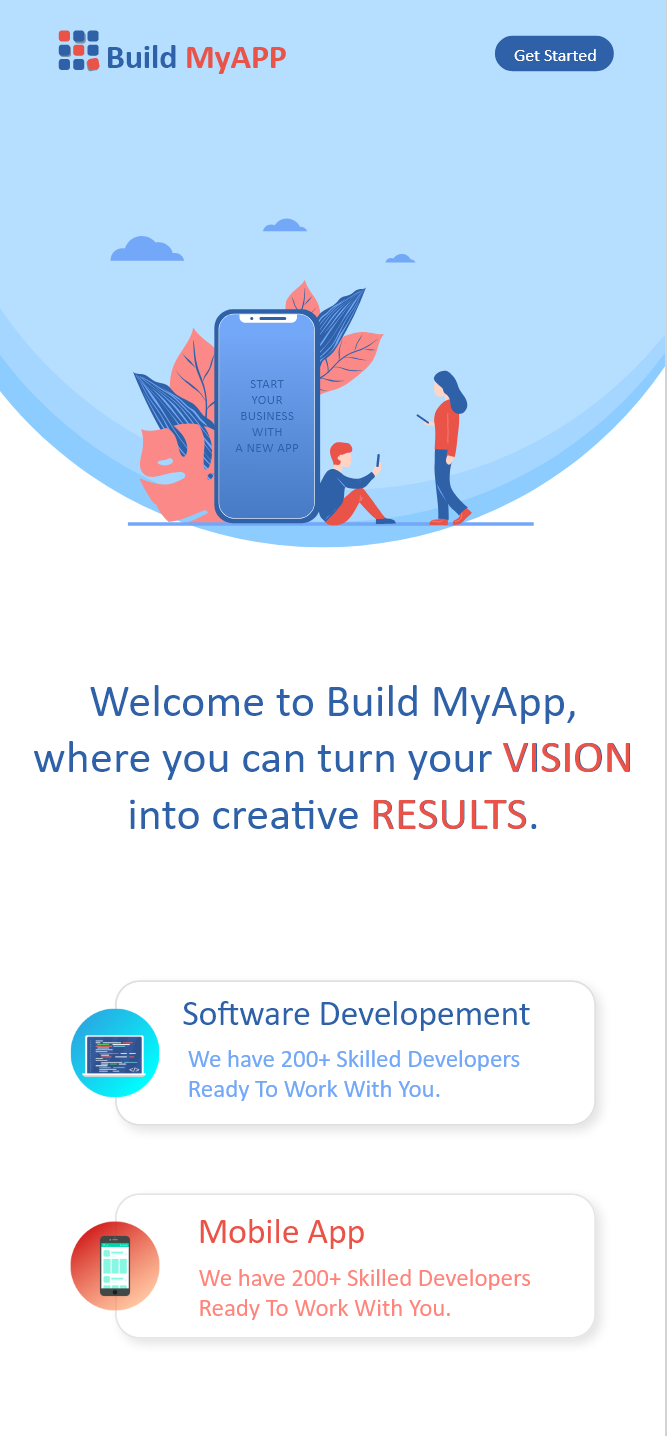 Build MyAPP
Get Started
START
YOUR
BUSINESS
WITH
A NEW APP
Welcome to Build MyApp,
where you can turn your VISION
into creative RESULTS.
Software Developement
We have 200+ Skilled Developers
Ready To Work With You.
Mobile App
We have 200+ Skilled Developers
Ready To Work With You.